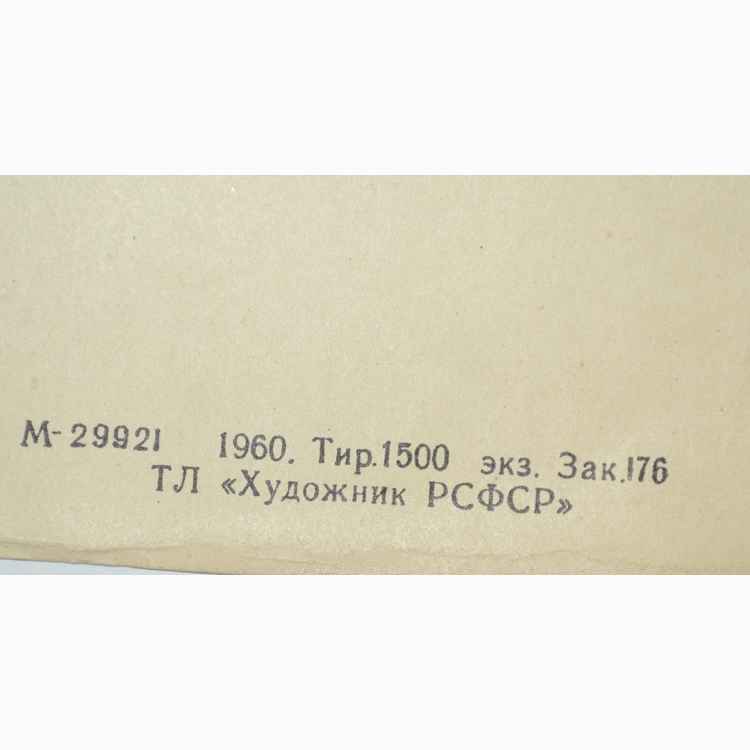 М-29921 1960. Тир.1500 экз. Зак.176
ТЛ «Художник РСФСР»